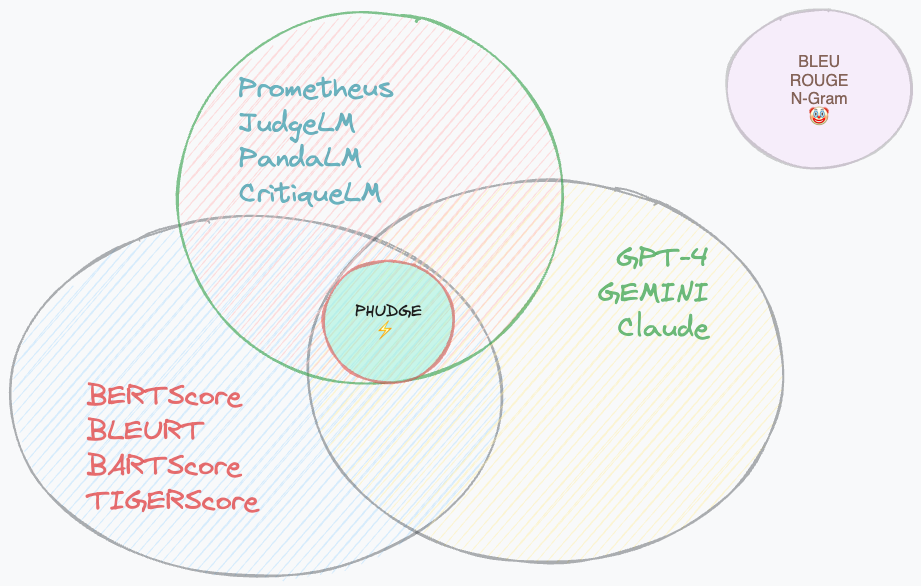 BLEU
ROUGE
N-Gram
🤡
Prometheus
JudgeLM
PandaLM
CritiqueLM
GPT-4
GEMINI
Claude
PHUDGE
⚡
BERTScore
BLEURT
BARTScore
TIGERScore